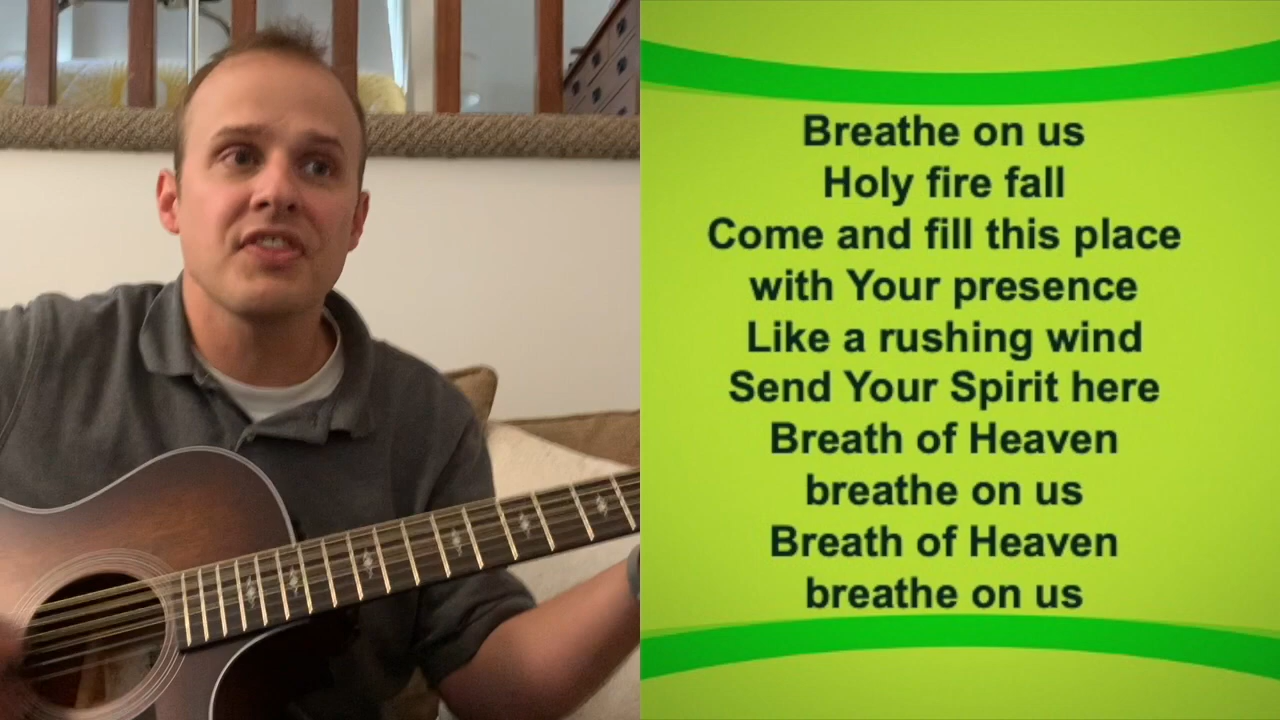 Breathe on us
Holy fire fall
Come and fill this place
with Your presence
Like a rushing wind
Send Your Spirit here
Breath of Heaven
breathe on us
Breath of Heaven
breathe on us